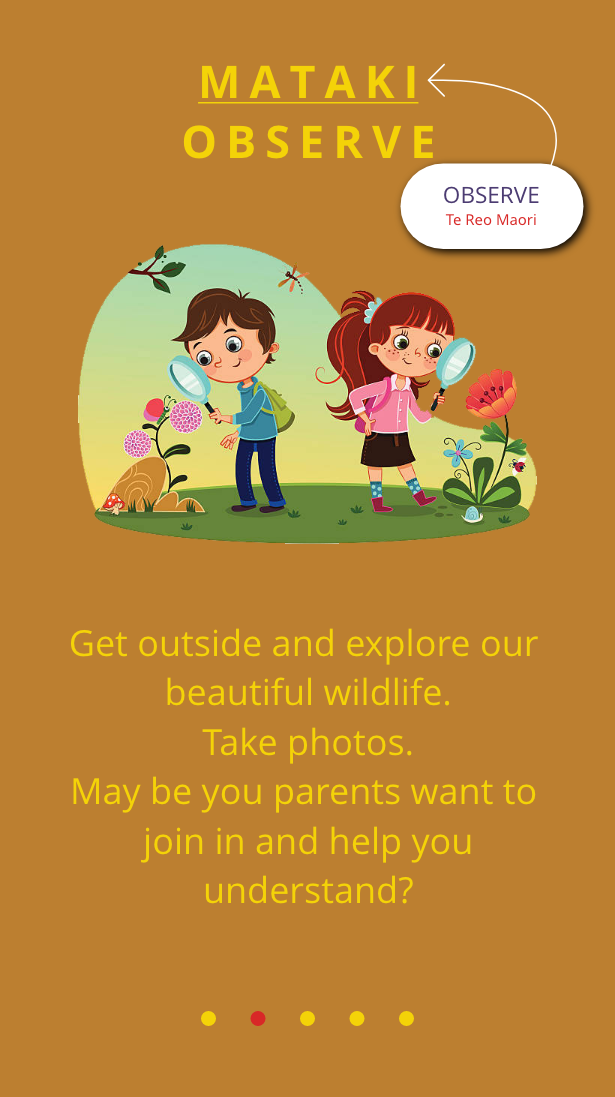 MATAKI
OBSERVE
OBSERVE
Te Reo Maori
Get outside and explore our
beautiful wildlife.
Take photos.
May be you parents want to
join in and help you
understand?